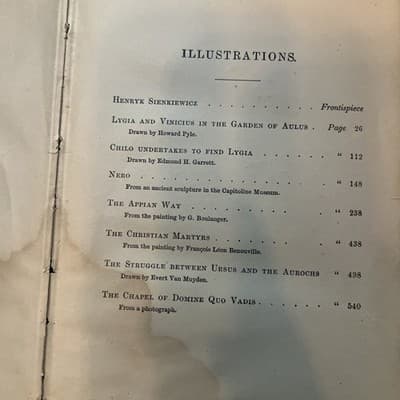 ILLUSTRATIONS.
HENRYK SIENKIEWICZ . . . . . . . . . . Frontispiece
LYGIA AND VINICIUS IN THE GARDEN OF AULUS . Page 26
Drawn by Howard Pyle.
CHILO UNDERTAKES TO FIND LYGIA . . . . . . " 112
Drawn by Edmond H. Garrett.
NERO . . . . . . . . . . . . . . . " 148
From an ancient sculpture in the Capitoline Museum.
THE APPIAN WAY . . . . . . . . . . . " 238
From the painting by G. Boulanger.
THE CHRISTIAN MARTYRS . . . . . . . . . " 438
From the painting by François Léon Benouville.
THE STRUGGLE BETWEEN URSUS AND THE AUROCHS " 498
Drawn by Evert Van Muyden.
THE CHAPEL OF DOMINE QUO VADIS . . . . . . " 540
From a photograph.